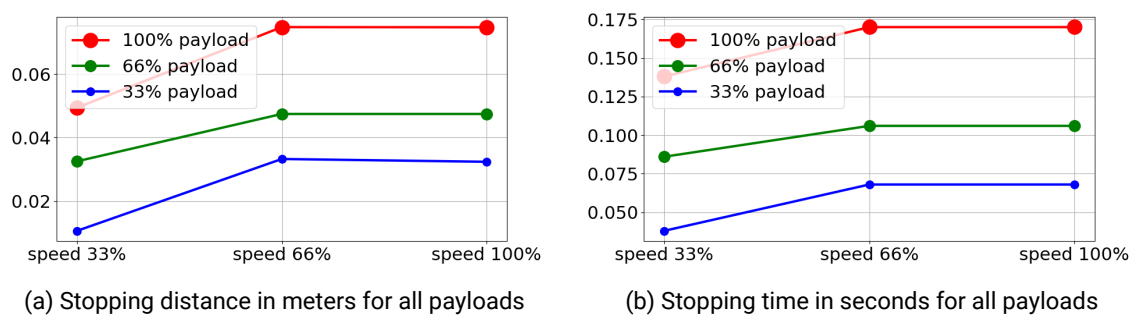 100% payload
66% payload
33% payload
0.06
0.04
0.02
speed 33%
speed 66%
speed 100%
(a) Stopping distance in meters for all payloads
0.175
100% payload
0.150
66% payload
0.125
33% payload
0.100
0.075
0.050
speed 33%
speed 66%
speed 100%
(b) Stopping time in seconds for all payloads